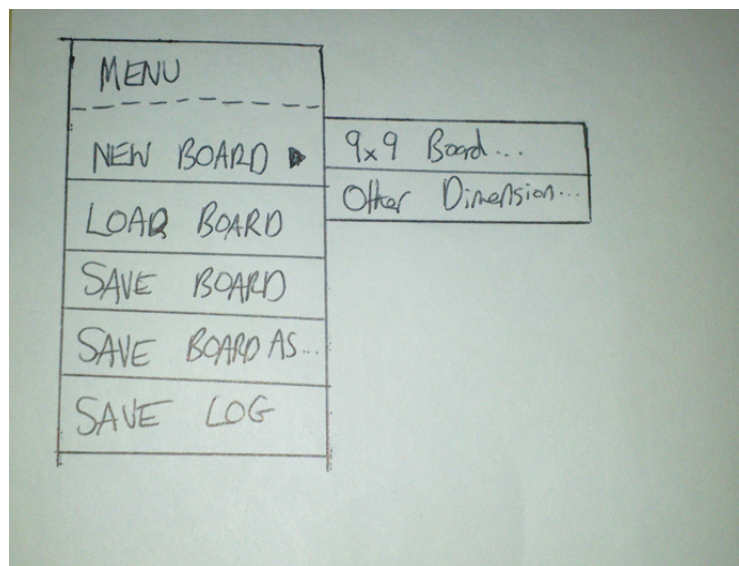 MENU
NEW BOARD ▶
9x9 Board...
Other Dimension...
LOAD BOARD
SAVE BOARD
SAVE BOARD AS...
SAVE LOG